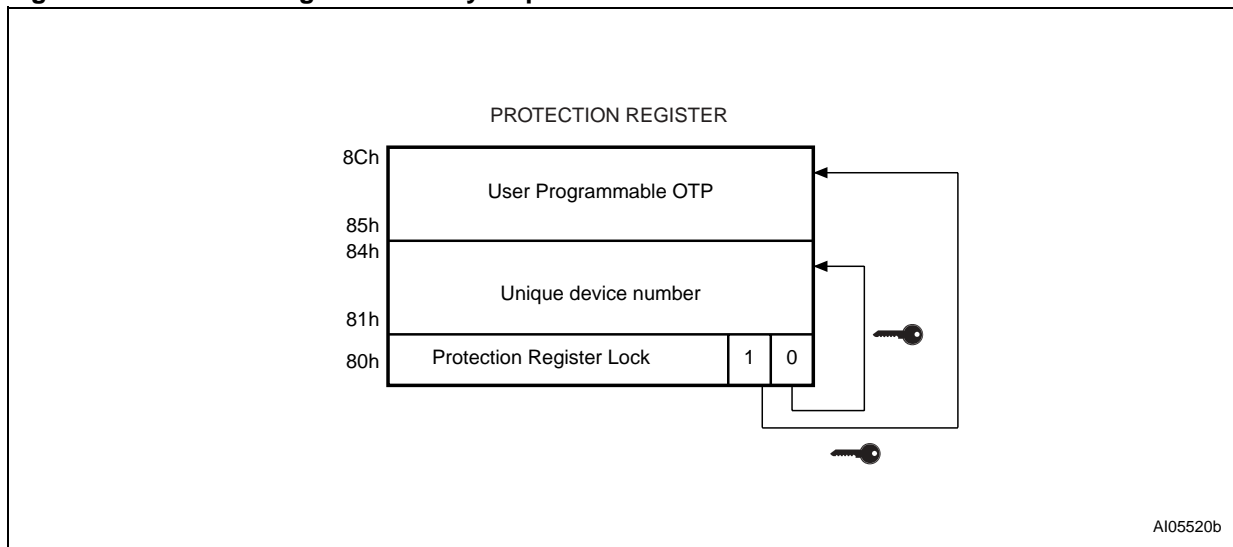 PROTECTION REGISTER
8Ch
User Programmable OTP
85h
84h
Unique device number
81h
80h Protection Register Lock 1 0
AI05520b